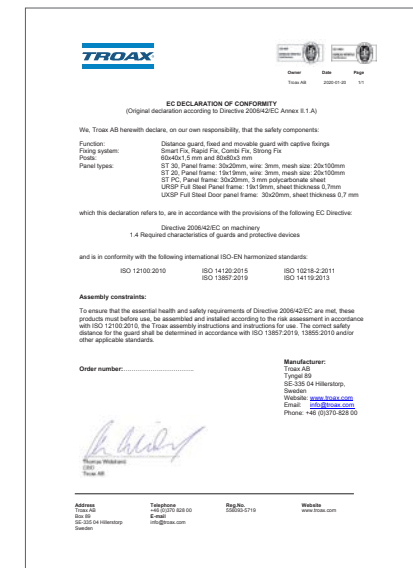 TROAX
Owner Date Page
Troax AB 2020-01-20 1/1
EC DECLARATION OF CONFORMITY
(Original declaration according to Directive 2006/42/EC Annex II.1.A)
We, Troax AB herewith declare, on our own responsibility, that the safety components:
Function: Distance guard, fixed and movable guard with captive fixings
Fixing system: Smart Fix, Rapid Fix, Combi Fix, Strong Fix
Posts: 60x40x1,5 mm and 80x80x3 mm
Panel types: ST 30, Panel frame: 30x20mm, wire: 3mm, mesh size: 20x100mm
ST 20, Panel frame: 19x19mm, wire: 3mm, mesh size: 20x100mm
ST PC, Panel frame: 30x20mm, 3 mm polycarbonate sheet
URSP Full Steel Panel frame: 19x19mm, sheet thickness 0,7mm
UXSP Full Steel Door panel frame: 30x20mm, sheet thickness 0,7 mm
which this declaration refers to, are in accordance with the provisions of the following EC Directive:
Directive 2006/42/EC on machinery
1.4 Required characteristics of guards and protective devices
and is in conformity with the following international ISO-EN harmonized standards:
ISO 12100:2010 ISO 14120:2015 ISO 10218-2:2011
ISO 13857:2019 ISO 14119:2013
Assembly constraints:
To ensure that the essential health and safety requirements of Directive 2006/42/EC are met, these
products must before use, be assembled and installed according to the risk assessment in accordance
with ISO 12100:2010, the Troax assembly instructions and instructions for use. The correct safety
distance for the guard shall be determined in accordance with ISO 13857:2019, 13855:2010 and/or
other applicable standards.
Order number:
Manufacturer:
Troax AB
Tyngel 89
SE-335 04 Hillerstorp,
Sweden
Website: www.troax.com
Email: info@troax.com
Phone: +46 (0)370-828 00
Thomas Widstrand
CEO
Troax AB
Address Telephone Reg.No. Website
Troax AB +46 (0)370 828 00 556093-5719 www.troax.com
Box 89 E-mail
SE-335 04 Hillerstorp info@troax.com
Sweden